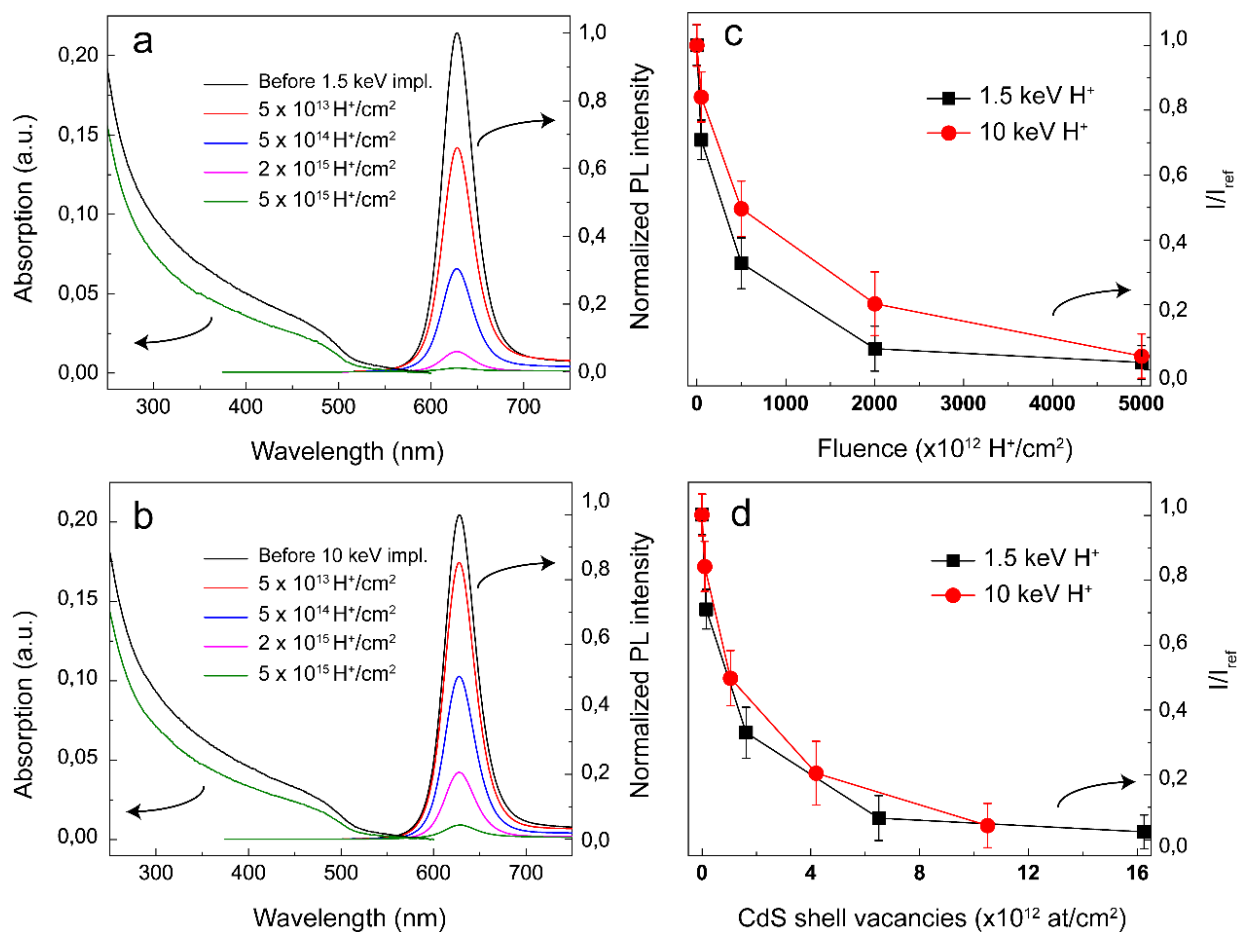 a
0,20
0,15
0,10
0,05
0,00
Absorption (a.u.)
Before 1.5 keV impl.
5 x 10¹³ H⁺/cm²
5 x 10¹⁴ H⁺/cm²
2 x 10¹⁵ H⁺/cm²
5 x 10¹⁵ H⁺/cm²
1,0
0,8
0,6
0,4
0,2
0,0
Normalized PL intensity
300 400 500 600 700
Wavelength (nm)
c
1.5 keV H⁺
10 keV H⁺
1,0
0,8
0,6
0,4
0,2
0,0
I/Iref
0 1000 2000 3000 4000 5000
Fluence (x10¹² H⁺/cm²)
b
0,20
0,15
0,10
0,05
0,00
Absorption (a.u.)
Before 10 keV impl.
5 x 10¹³ H⁺/cm²
5 x 10¹⁴ H⁺/cm²
2 x 10¹⁵ H⁺/cm²
5 x 10¹⁵ H⁺/cm²
1,0
0,8
0,6
0,4
0,2
0,0
Normalized PL intensity
300 400 500 600 700
Wavelength (nm)
d
1.5 keV H⁺
10 keV H⁺
1,0
0,8
0,6
0,4
0,2
0,0
I/Iref
0 4 8 12 16
CdS shell vacancies (x10¹² at/cm²)